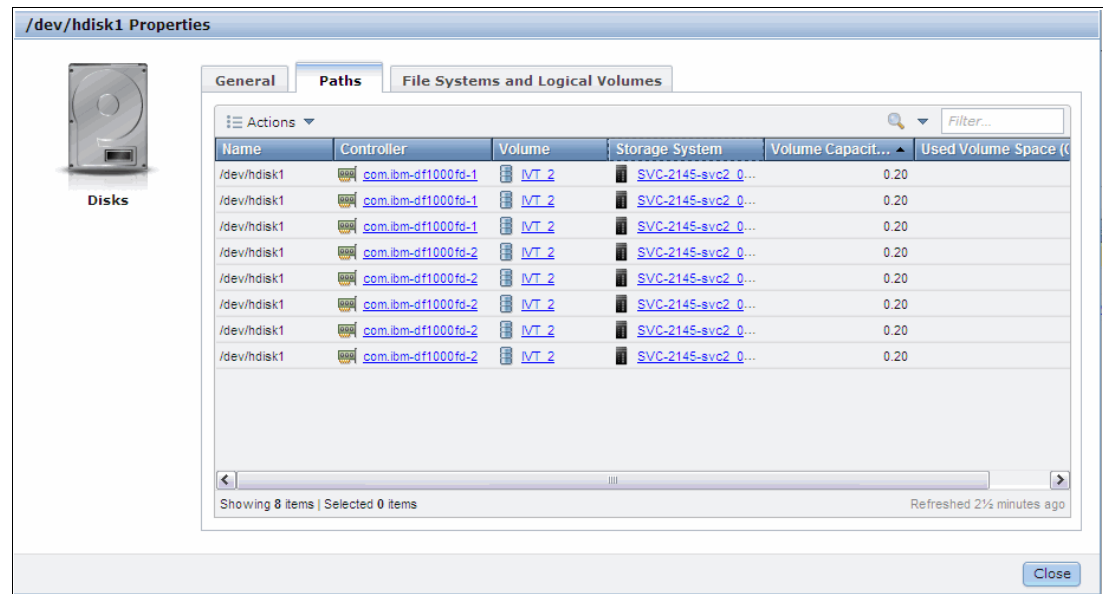 /dev/hdisk1 Properties
General Paths File Systems and Logical Volumes
Actions Filter...
Name Controller Volume Storage System Volume Capacit... Used Volume Space (
/dev/hdisk1 com.ibm-df1000fd-1 IVT_2 SVC-2145-svc2_0... 0.20
/dev/hdisk1 com.ibm-df1000fd-1 IVT_2 SVC-2145-svc2_0... 0.20
/dev/hdisk1 com.ibm-df1000fd-1 IVT_2 SVC-2145-svc2_0... 0.20
/dev/hdisk1 com.ibm-df1000fd-2 IVT_2 SVC-2145-svc2_0... 0.20
/dev/hdisk1 com.ibm-df1000fd-2 IVT_2 SVC-2145-svc2_0... 0.20
/dev/hdisk1 com.ibm-df1000fd-2 IVT_2 SVC-2145-svc2_0... 0.20
/dev/hdisk1 com.ibm-df1000fd-2 IVT_2 SVC-2145-svc2_0... 0.20
/dev/hdisk1 com.ibm-df1000fd-2 IVT_2 SVC-2145-svc2_0... 0.20
Disks
Showing 8 items | Selected 0 items Refreshed 2½ minutes ago
Close